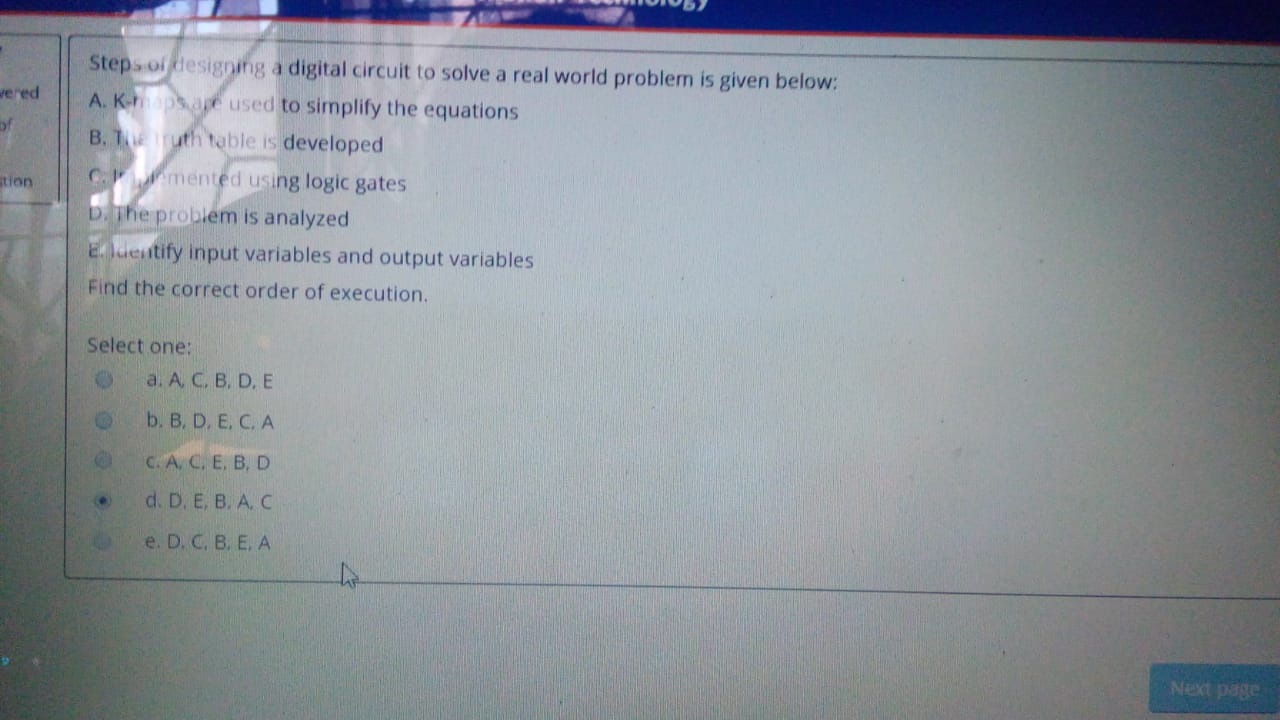 vered
of
Steps of designing a digital circuit to solve a real world problem is given below:
A. K-maps are used to simplify the equations
B. The truth table is developed
C. Implemented using logic gates
D. The problem is analyzed
E. Identify input variables and output variables
Find the correct order of execution.
Select one:
a. A, C, B, D, E
b. B, D, E, C, A
c. A, C, E, B, D
d. D, E, B, A, C
e. D, C, B, E, A
Next page